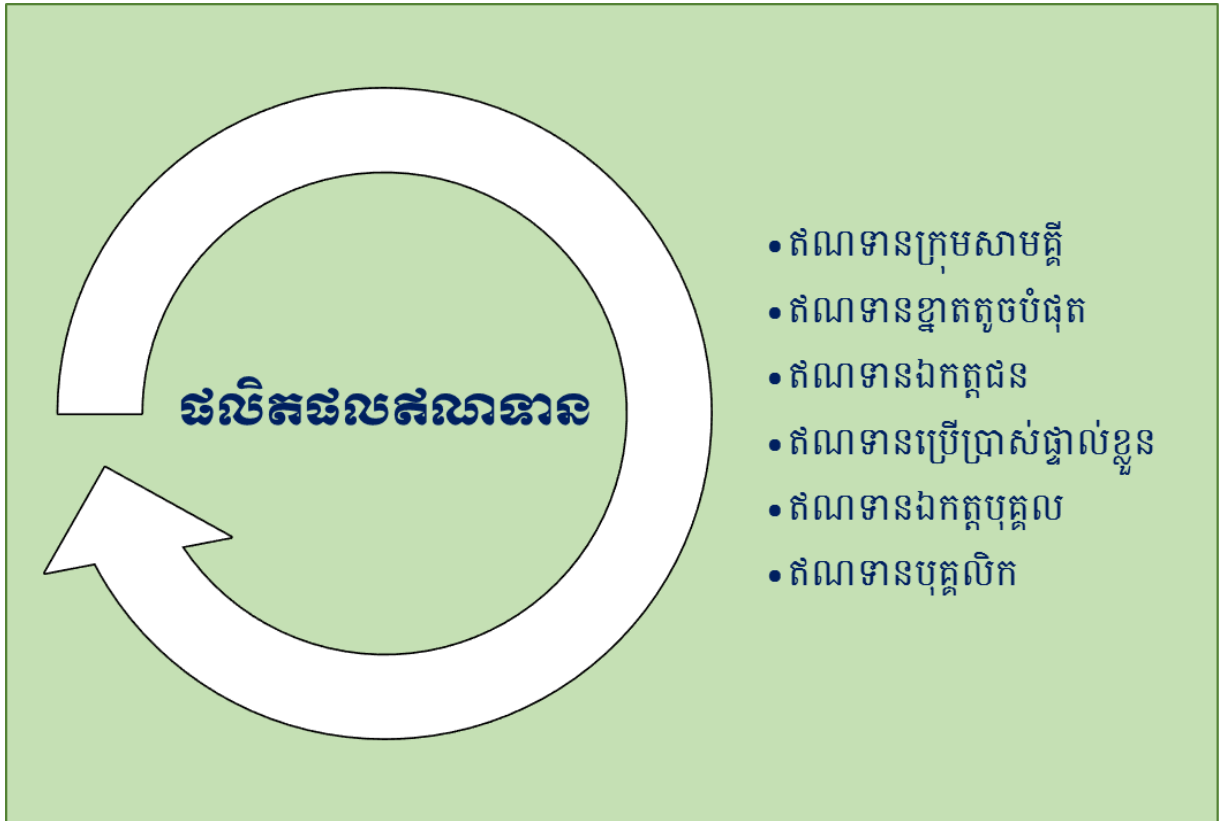 ផលិតផលឥណទាន
• ឥណទានក្រុមសាមគ្គី
• ឥណទានខ្នាតតូចបំផុត
• ឥណទានឯកត្តជន
• ឥណទានប្រើប្រាស់ផ្ទាល់ខ្លួន
• ឥណទានឯកត្តបុគ្គល
• ឥណទានបុគ្គលិក